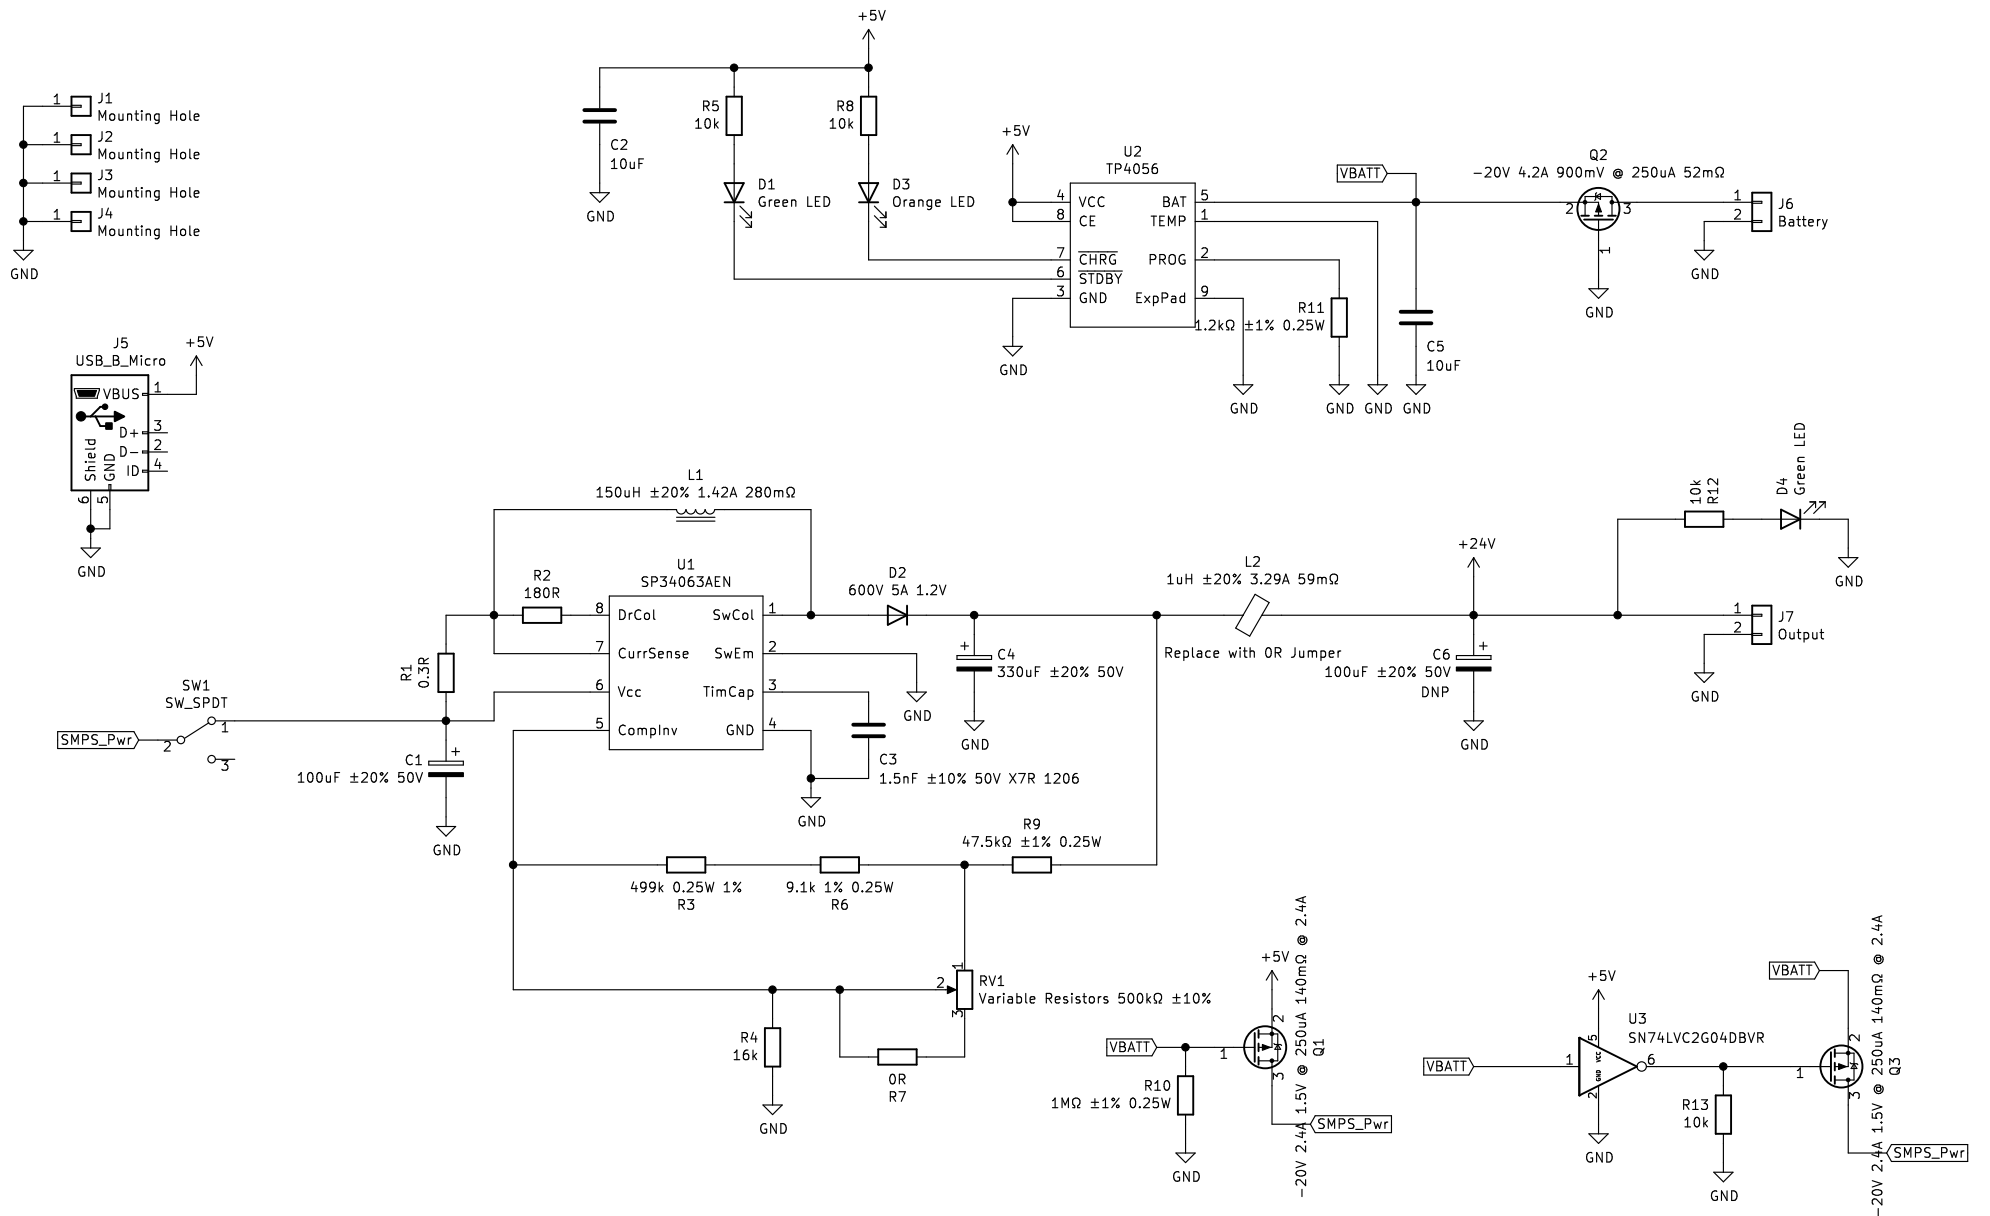 +5V
1
J1
Mounting Hole
1
J2
Mounting Hole
1
J3
Mounting Hole
1
J4
Mounting Hole
GND
C2
10uF
GND
R5
10k
R8
10k
D1
Green LED
D3
Orange LED
+5V
U2
TP4056
4
VCC
8
CE
7
CHRG
6
STDBY
3
GND
BAT
5
TEMP
1
PROG
2
ExpPad
9
GND
GND
R11
1.2kΩ ±1% 0.25W
GND
GND
VBATT
C5
10uF
GND
Q2
-20V 4.2A 900mV @ 250uA 52mΩ
2
3
1
GND
1
2
J6
Battery
GND
J5
USB_B_Micro
+5V
VBUS
1
D+
3
D-
2
ID
4
Shield
GND
6
5
GND
L1
150uH ±20% 1.42A 280mΩ
U1
SP34063AEN
R2
180R
8
DrCol
7
CurrSense
6
Vcc
5
CompInv
SwCol
1
SwEm
2
TimCap
3
GND
4
R1
0.3R
SW1
SW_SPDT
SMPS_Pwr
2
1
3
C1
100uF ±20% 50V
GND
GND
C3
1.5nF ±10% 50V X7R 1206
GND
D2
600V 5A 1.2V
C4
330uF ±20% 50V
GND
L2
1uH ±20% 3.29A 59mΩ
Replace with 0R Jumper
+24V
C6
100uF ±20% 50V
DNP
GND
10k
R12
D4
Green LED
GND
1
2
J7
Output
GND
R9
47.5kΩ ±1% 0.25W
499k 0.25W 1%
R3
9.1k 1% 0.25W
R6
1
2
3
RV1
Variable Resistors 500kΩ ±10%
R4
16k
GND
0R
R7
VBATT
R10
1MΩ ±1% 0.25W
GND
+5V
1
2
3
Q1
-20V 2.4A 1.5V @ 250uA 140mΩ @ 2.4A
SMPS_Pwr
VBATT
1
+5V
5
VCC
GND
2
GND
U3
SN74LVC2G04DBVR
6
R13
10k
GND
VBATT
1
2
3
Q3
-20V 2.4A 1.5V @ 250uA 140mΩ @ 2.4A
SMPS_Pwr